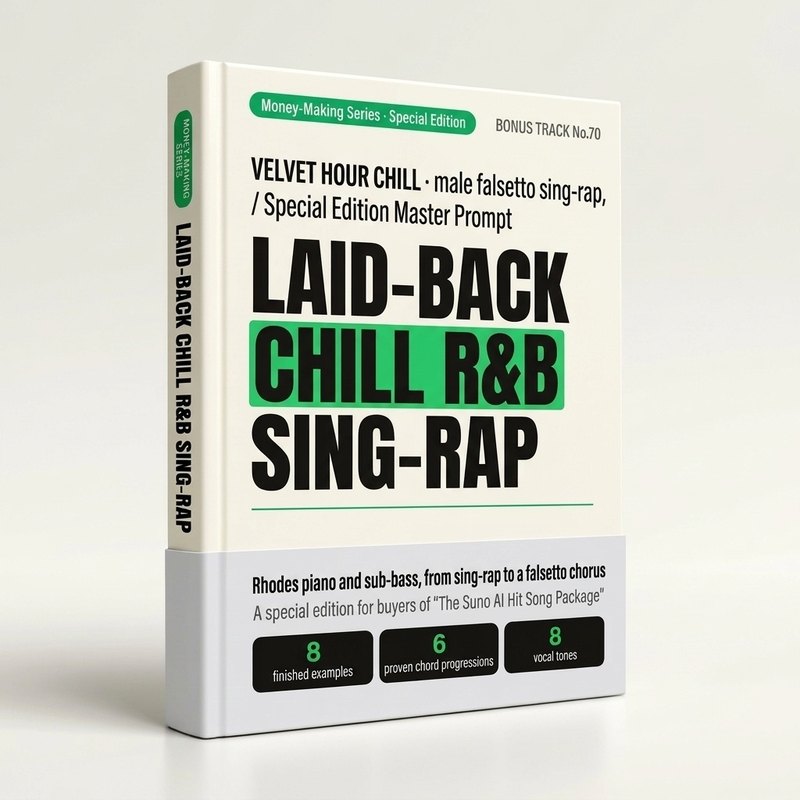 Money-Making Series · Special Edition
BONUS TRACK No.70
VELVET HOUR CHILL · male falsetto sing-rap,
/ Special Edition Master Prompt
LAID-BACK
CHILL R&B
SING-RAP
Rhodes piano and sub-bass, from sing-rap to a falsetto chorus
A special edition for buyers of "The Suno AI Hit Song Package"
8
finished examples
6
proven chord progressions
8
vocal tones
MONEY-MAKING
SERIES
LAID-BACK CHILL R&B SING-RAP